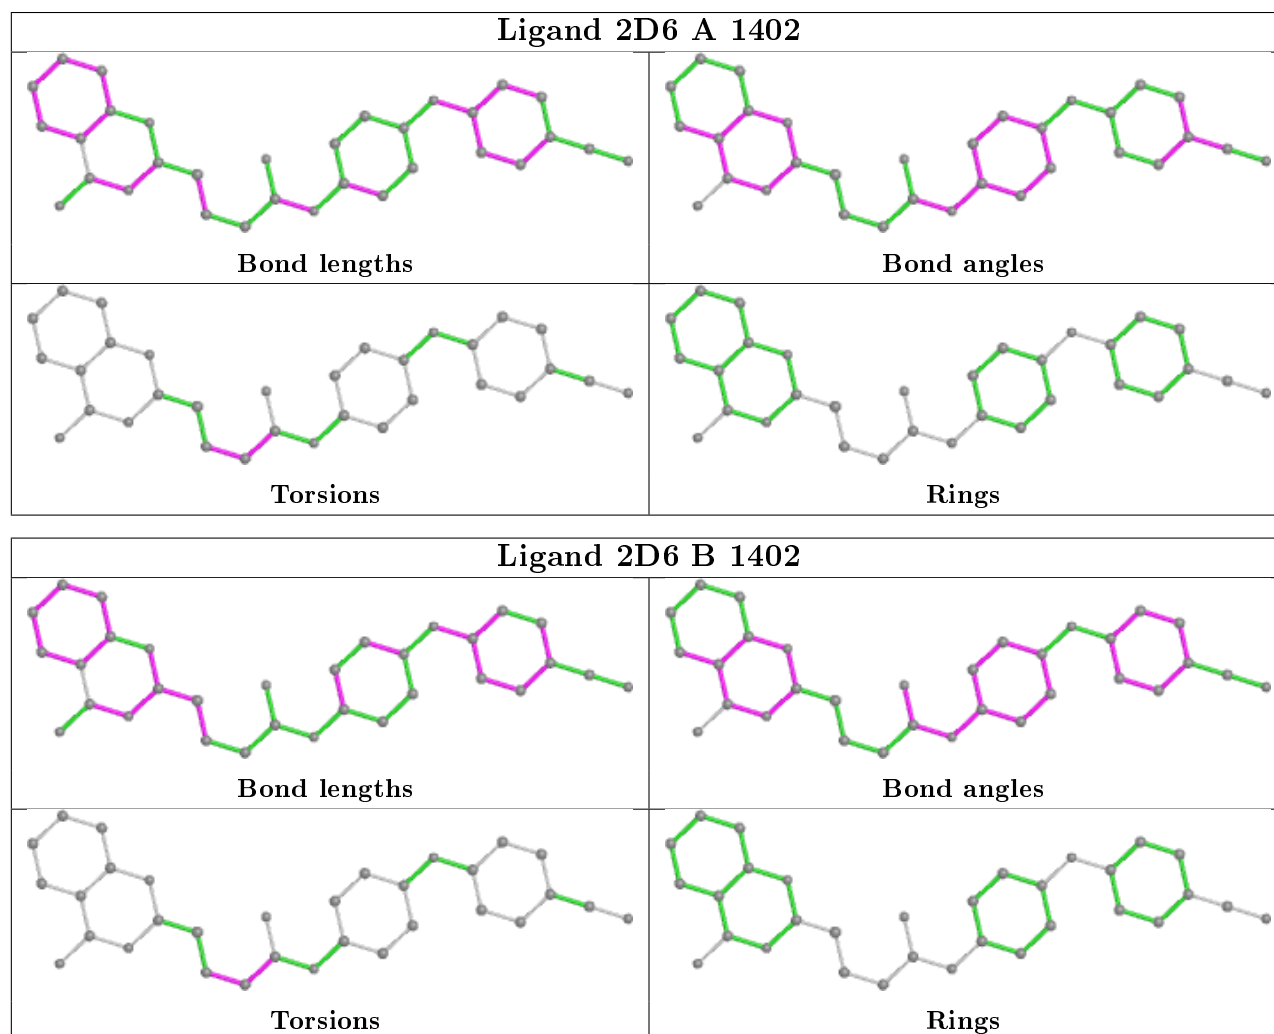 Ligand 2D6 A 1402
Bond lengths
Bond angles
Torsions
Rings
Ligand 2D6 B 1402
Bond lengths
Bond angles
Torsions
Rings